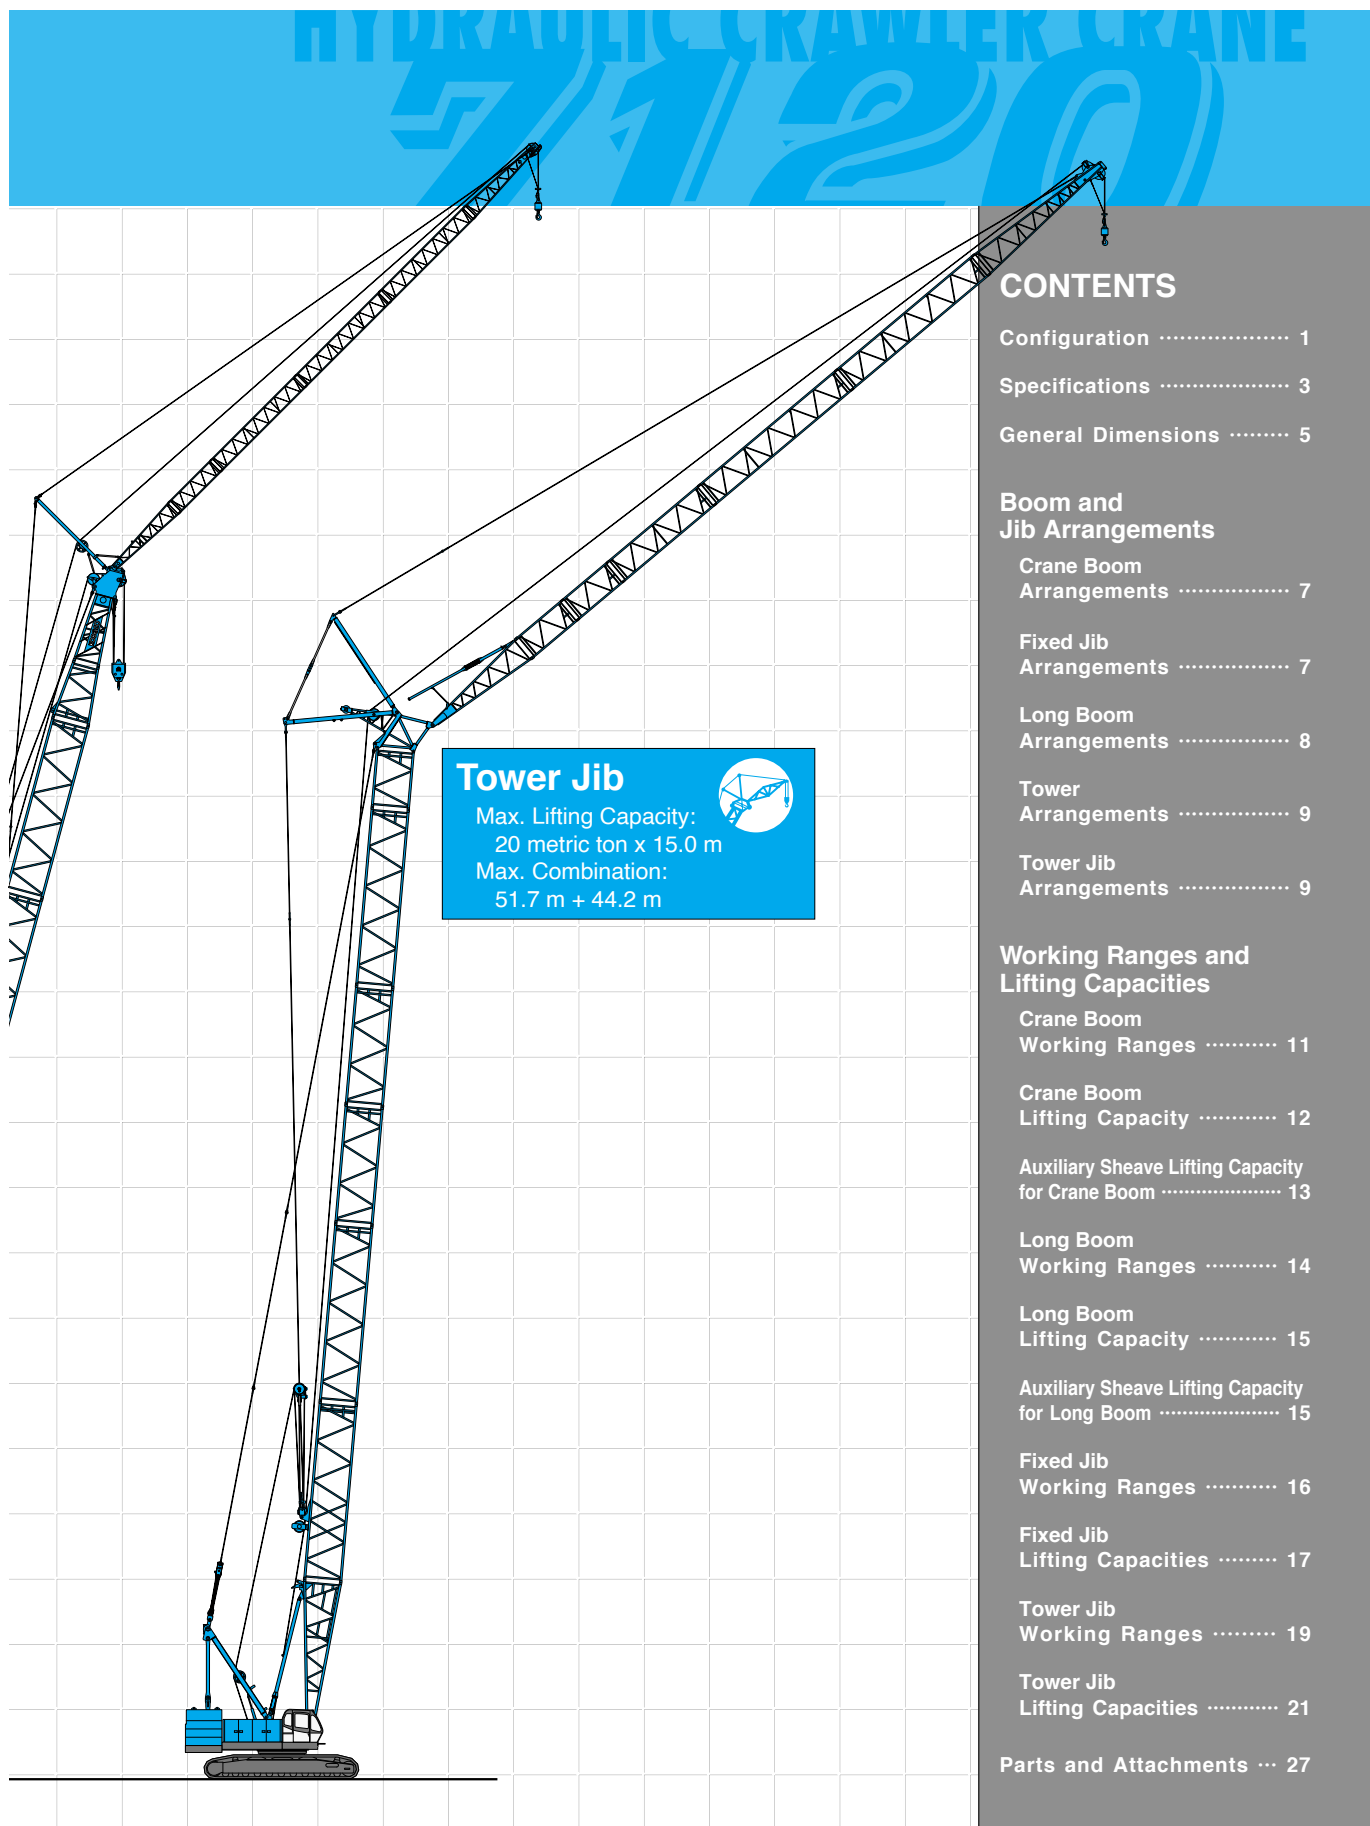 HYDRAULIC CRAWLER CRANE
7120
Tower Jib
Max. Lifting Capacity:
20 metric ton x 15.0 m
Max. Combination:
51.7 m + 44.2 m
CONTENTS
Configuration ··················· 1
Specifications ··················· 3
General Dimensions ········· 5
Boom and
Jib Arrangements
Crane Boom
Arrangements ················· 7
Fixed Jib
Arrangements ················· 7
Long Boom
Arrangements ················· 8
Tower
Arrangements ················· 9
Tower Jib
Arrangements ················· 9
Working Ranges and
Lifting Capacities
Crane Boom
Working Ranges ··········· 11
Crane Boom
Lifting Capacity ············ 12
Auxiliary Sheave Lifting Capacity
for Crane Boom ······················ 13
Long Boom
Working Ranges ··········· 14
Long Boom
Lifting Capacity ············ 15
Auxiliary Sheave Lifting Capacity
for Long Boom ······················ 15
Fixed Jib
Working Ranges ··········· 16
Fixed Jib
Lifting Capacities ········· 17
Tower Jib
Working Ranges ········· 19
Tower Jib
Lifting Capacities ··········· 21
Parts and Attachments ··· 27